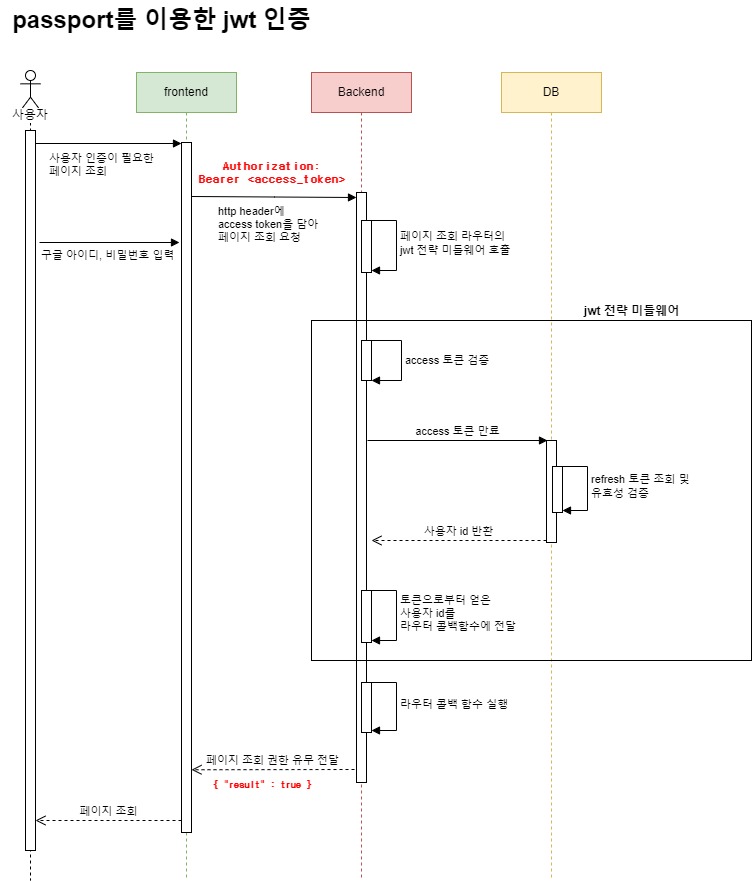 passport를 이용한 jwt 인증
사용자
frontend
Backend
DB
사용자 인증이 필요한
페이지 조회
Authorization:
Bearer <access_token>
http header에
access token을 담아
페이지 조회 요청
페이지 조회 라우터의
jwt 전략 미들웨어 호출
구글 아이디, 비밀번호 입력
jwt 전략 미들웨어
access 토큰 검증
access 토큰 만료
refresh 토큰 조회 및
유효성 검증
사용자 id 반환
토큰으로부터 얻은
사용자 id를
라우터 콜백함수에 전달
라우터 콜백 함수 실행
페이지 조회 권한 유무 전달
{ "result" : true }
페이지 조회